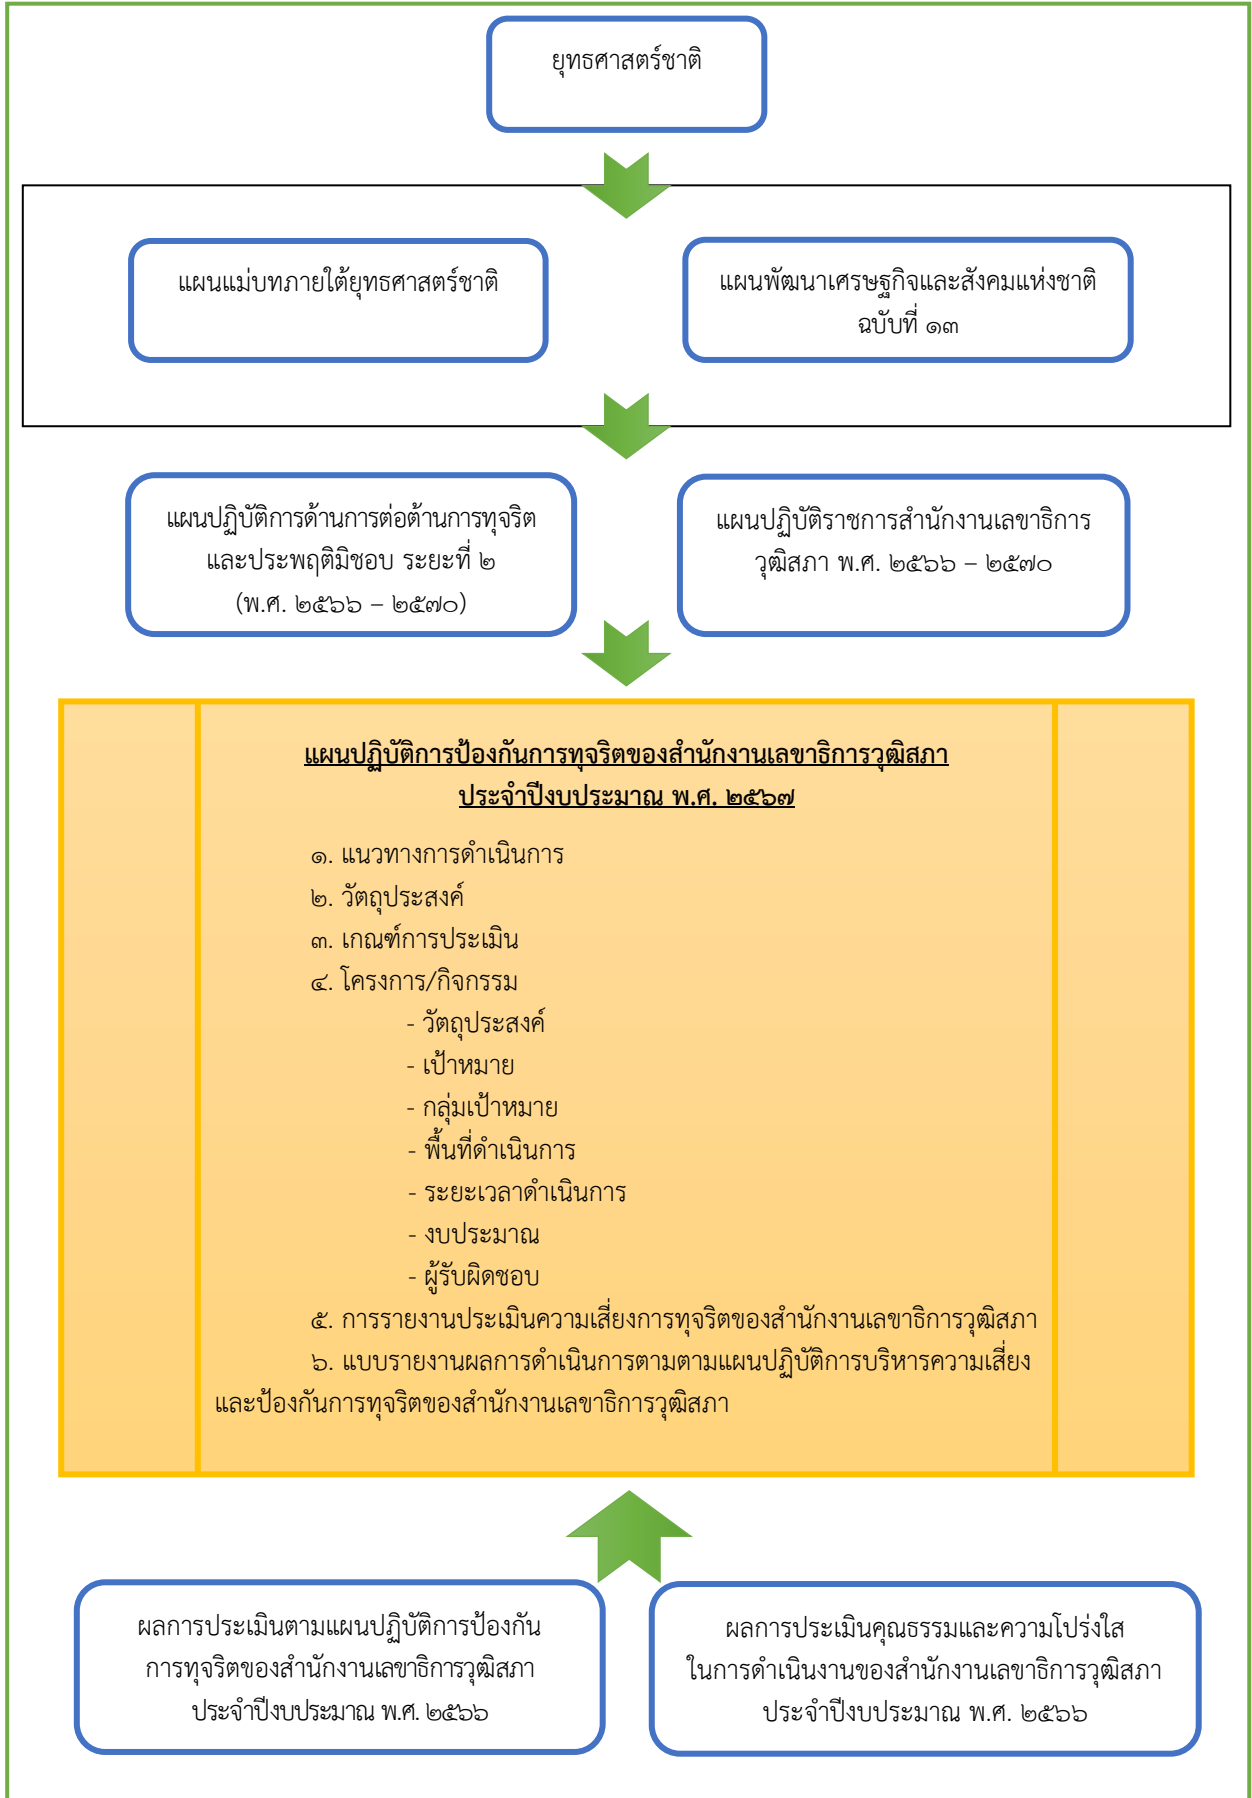 ยุทธศาสตร์ชาติ
แผนแม่บทภายใต้ยุทธศาสตร์ชาติ
แผนพัฒนาเศรษฐกิจและสังคมแห่งชาติ
ฉบับที่ ๑๓
แผนปฏิบัติการด้านการต่อต้านการทุจริต
และประพฤติมิชอบ ระยะที่ ๒
(พ.ศ. ๒๕๖๖ – ๒๕๗๐)
แผนปฏิบัติราชการสำนักงานเลขาธิการ
วุฒิสภา พ.ศ. ๒๕๖๖ – ๒๕๗๐
แผนปฏิบัติการป้องกันการทุจริตของสำนักงานเลขาธิการวุฒิสภา
ประจำปีงบประมาณ พ.ศ. ๒๕๖๗
๑. แนวทางการดำเนินการ
๒. วัตถุประสงค์
๓. เกณฑ์การประเมิน
๔. โครงการ/กิจกรรม
- วัตถุประสงค์
- เป้าหมาย
- กลุ่มเป้าหมาย
- พื้นที่ดำเนินการ
- ระยะเวลาดำเนินการ
- งบประมาณ
- ผู้รับผิดชอบ
๕. การรายงานประเมินความเสี่ยงการทุจริตของสำนักงานเลขาธิการวุฒิสภา
๖. แบบรายงานผลการดำเนินการตามตามแผนปฏิบัติการบริหารความเสี่ยง
และป้องกันการทุจริตของสำนักงานเลขาธิการวุฒิสภา
ผลการประเมินตามแผนปฏิบัติการป้องกัน
การทุจริตของสำนักงานเลขาธิการวุฒิสภา
ประจำปีงบประมาณ พ.ศ. ๒๕๖๖
ผลการประเมินคุณธรรมและความโปร่งใส
ในการดำเนินงานของสำนักงานเลขาธิการวุฒิสภา
ประจำปีงบประมาณ พ.ศ. ๒๕๖๖